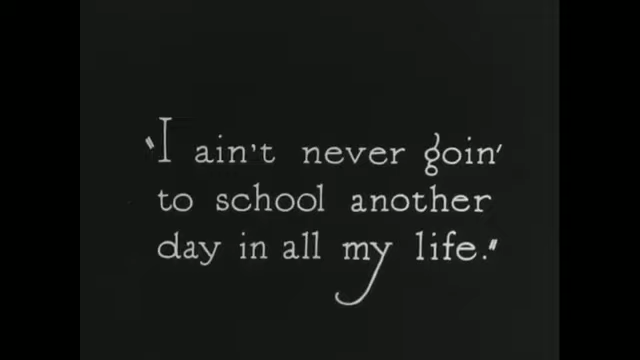 "I ain't never goin'
to school another
day in all my life."